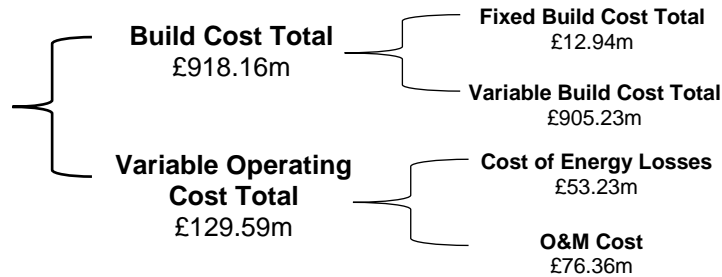 Build Cost Total
£918.16m
Fixed Build Cost Total
£12.94m
Variable Build Cost Total
£905.23m
Variable Operating
Cost Total
£129.59m
Cost of Energy Losses
£53.23m
O&M Cost
£76.36m